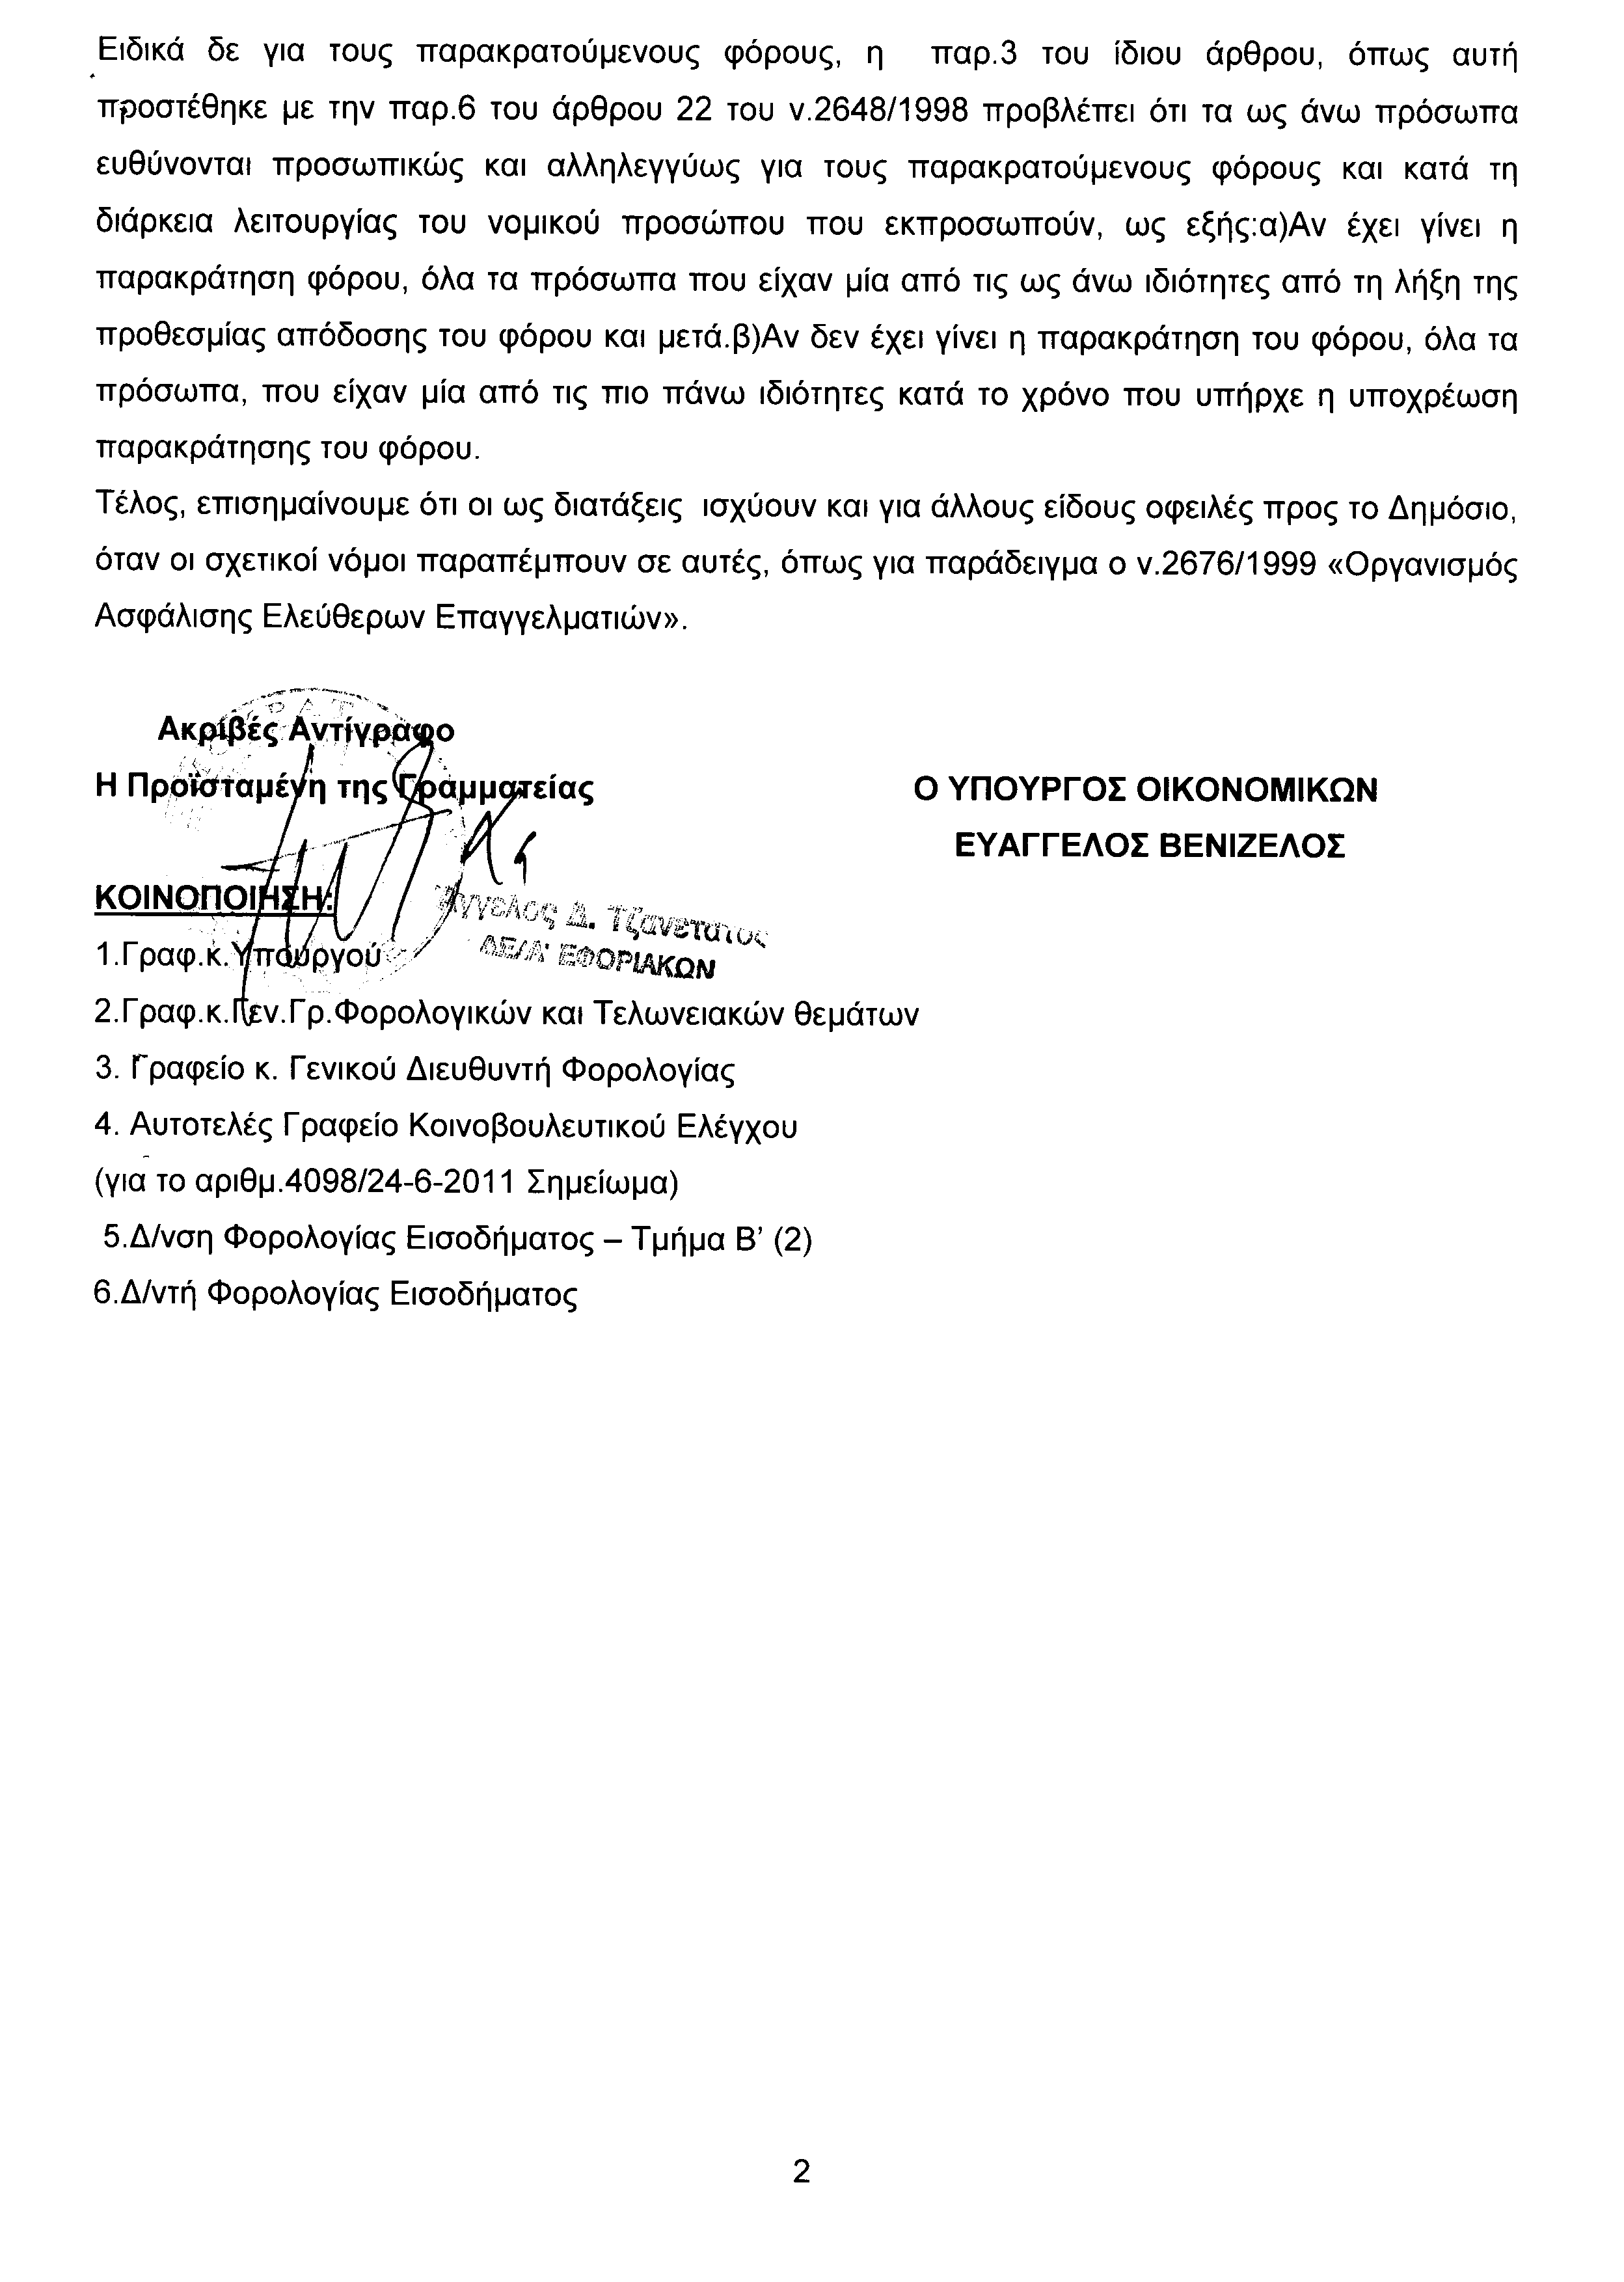 Ειδικά δε για τους παρακρατούμενους φόρους, η παρ.3 του ίδιου άρθρου, όπως αυτή
προστέθηκε με την παρ.6 του άρθρου 22 του ν.2648/1998 προβλέπει ότι τα ως άνω πρόσωπα
ευθύνονται προσωπικώς και αλληλεγγύως για τους παρακρατούμενους φόρους και κατά τη
διάρκεια λειτουργίας του νομικού προσώπου που εκπροσωπούν, ως εξής:α)Αν έχει γίνει η
παρακράτηση φόρου, όλα τα πρόσωπα που είχαν μία από τις ως άνω ιδιότητες από τη λήξη της
προθεσμίας απόδοσης του φόρου και μετά.β)Αν δεν έχει γίνει η παρακράτηση του φόρου, όλα τα
πρόσωπα, που είχαν μία από τις πιο πάνω ιδιότητες κατά το χρόνο που υπήρχε η υποχρέωση
παρακράτησης του φόρου.
Τέλος, επισημαίνουμε ότι οι ως διατάξεις ισχύουν και για άλλους είδους οφειλές προς το Δημόσιο,
όταν οι σχετικοί νόμοι παραπέμπουν σε αυτές, όπως για παράδειγμα ο ν.2676/1999 «Οργανισμός
Ασφάλισης Ελεύθερων Επαγγελματιών».
Ακριβές Αντίγραφο
Η Προϊσταμένη της Γραμματείας
Ο ΥΠΟΥΡΓΟΣ ΟΙΚΟΝΟΜΙΚΩΝ
ΕΥΑΓΓΕΛΟΣ ΒΕΝΙΖΕΛΟΣ
ΚΟΙΝΟΠΟΙΗΣΗ:
Άγγελος Δ. Τζανετάτος
ΔΕ/Α' ΕΦΟΡΙΑΚΩΝ
1.Γραφ.κ.Υπουργού
2.Γραφ.κ.Γεν.Γρ.Φορολογικών και Τελωνειακών θεμάτων
3. Γραφείο κ. Γενικού Διευθυντή Φορολογίας
4. Αυτοτελές Γραφείο Κοινοβουλευτικού Ελέγχου
(για το αριθμ.4098/24-6-2011 Σημείωμα)
5.Δ/νση Φορολογίας Εισοδήματος – Τμήμα Β’ (2)
6.Δ/ντή Φορολογίας Εισοδήματος
2